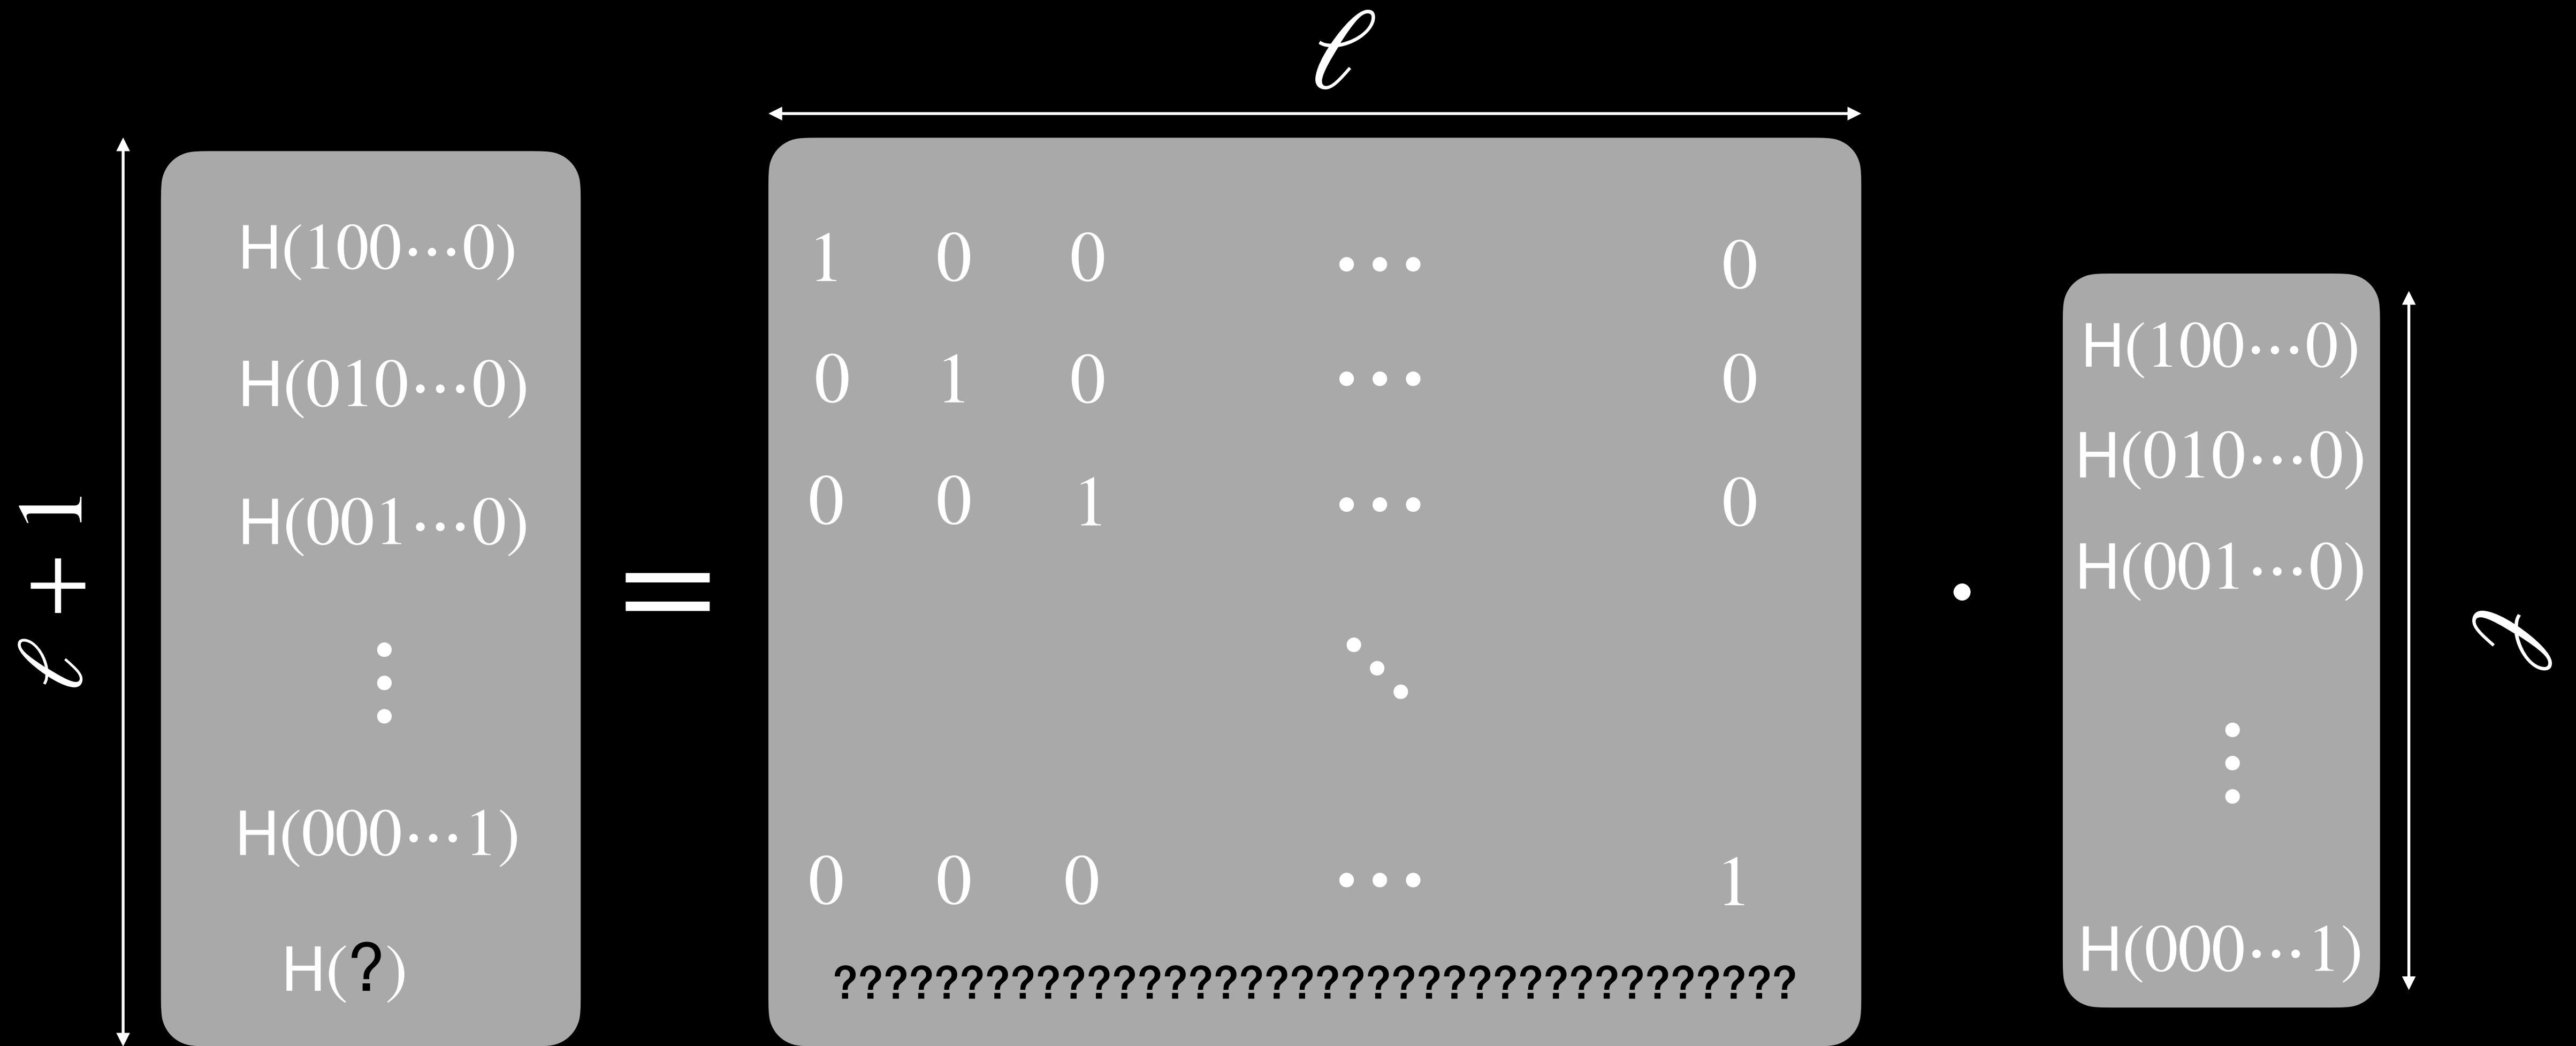 ℓ
ℓ + 1
H(100⋯0)
H(010⋯0)
H(001⋯0)
⋮
H(000⋯1)
H(?)
=
1 0 0 ⋯ 0
0 1 0 ⋯ 0
0 0 1 ⋯ 0
⋱
0 0 0 ⋯ 1
??????????????????????????????????????
·
H(100⋯0)
H(010⋯0)
H(001⋯0)
⋮
H(000⋯1)
ℓ